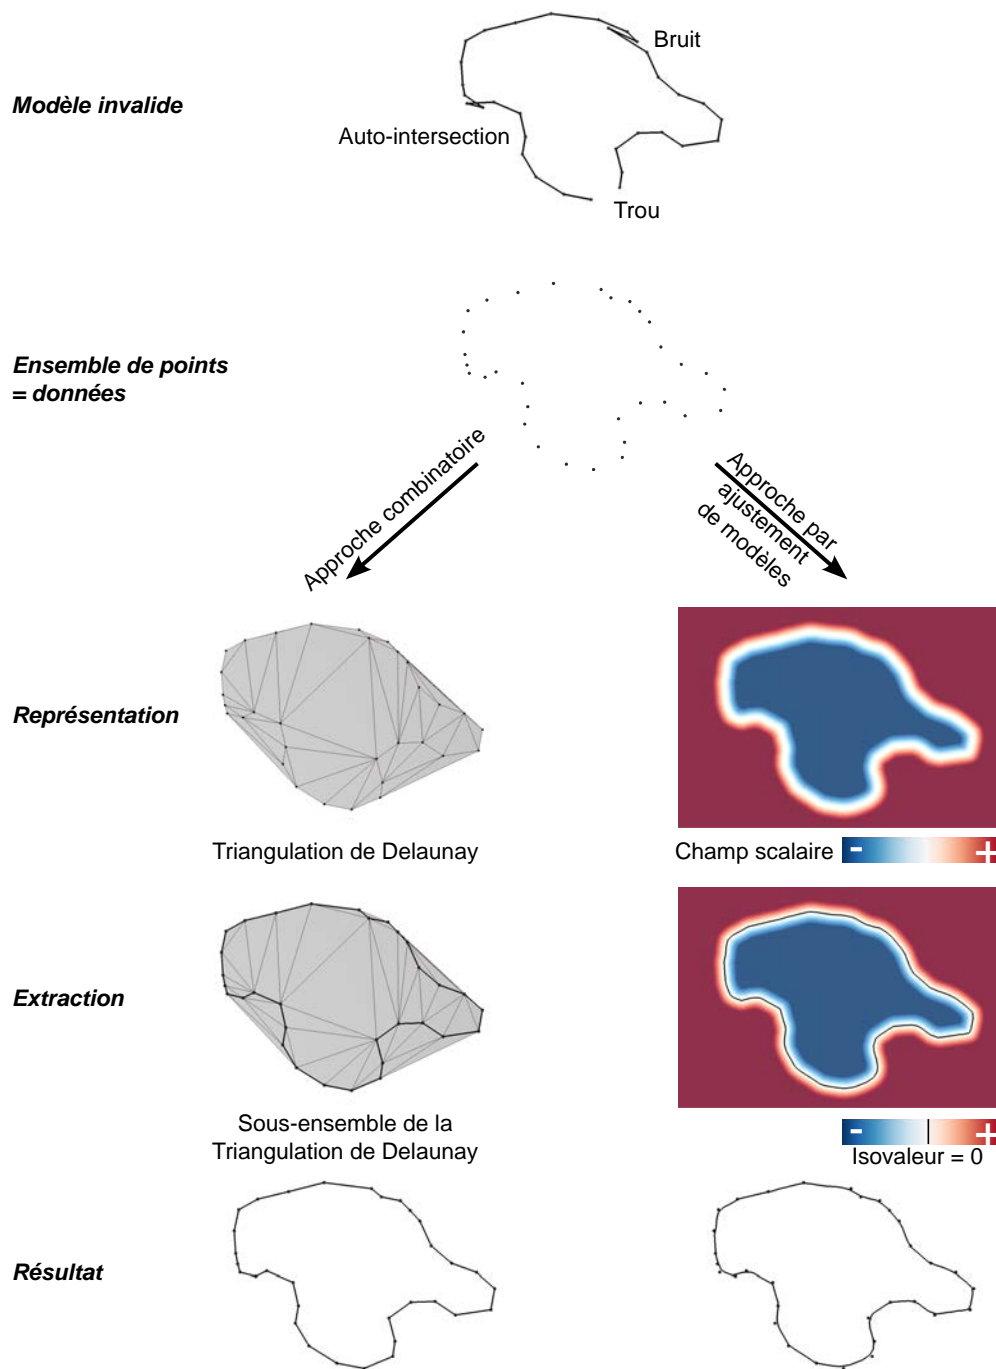 Modèle invalide
Bruit
Auto-intersection
Trou
Ensemble de points
= données
Approche combinatoire
Approche par
ajustement
de modèles
Représentation
Triangulation de Delaunay
Champ scalaire
- +
Extraction
Sous-ensemble de la
Triangulation de Delaunay
- +
Isovaleur = 0
Résultat